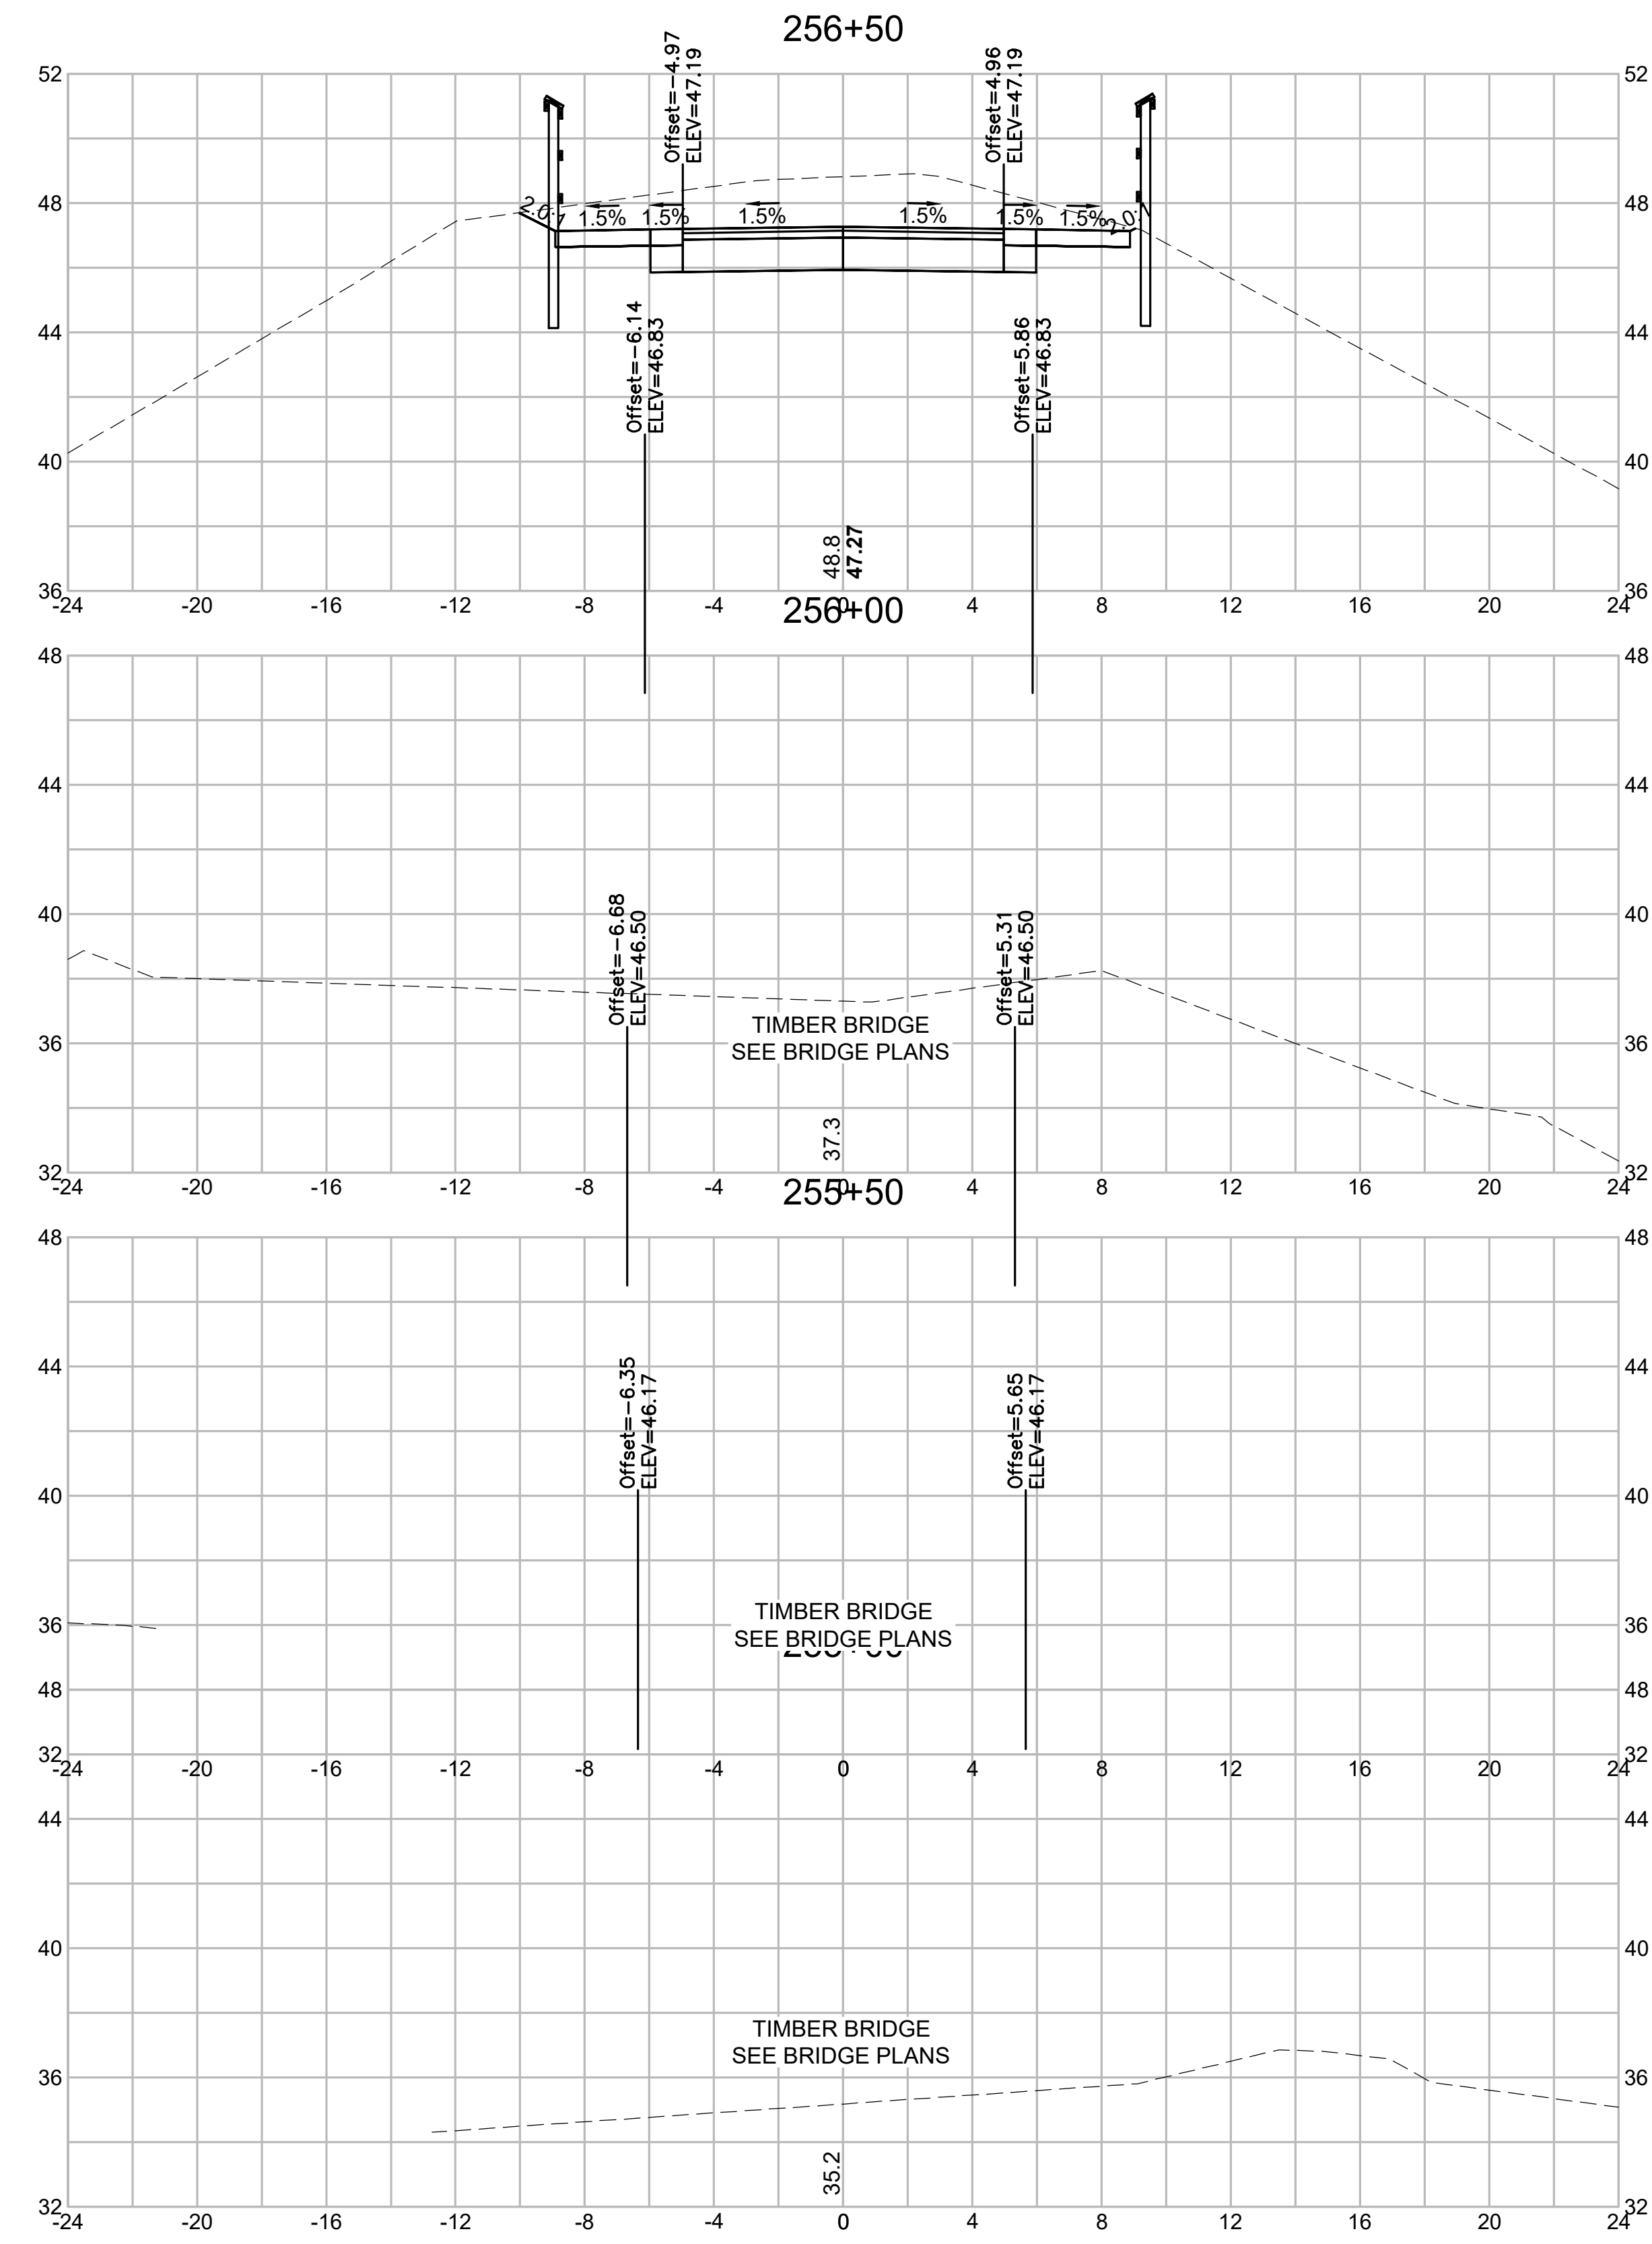 256+50
Offset=-4.97
ELEV=47.19
Offset=4.96
ELEV=47.19
52
52
48
48
2.0:1
1.5%
1.5%
1.5%
1.5%
1.5%
1.5%
2.0:1
44
44
Offset=-6.14
ELEV=46.83
Offset=5.86
ELEV=46.83
40
40
48.8
47.27
36
36
-24 -20 -16 -12 -8 -4 0 4 8 12 16 20 24
256+00
48
48
44
44
40
40
Offset=-6.68
ELEV=46.50
Offset=5.31
ELEV=46.50
TIMBER BRIDGE
SEE BRIDGE PLANS
36
36
37.3
32
32
-24 -20 -16 -12 -8 -4 0 4 8 12 16 20 24
255+50
48
48
44
44
Offset=-6.35
ELEV=46.17
Offset=5.65
ELEV=46.17
40
40
TIMBER BRIDGE
SEE BRIDGE PLANS
36
36
48
48
32
32
-24 -20 -16 -12 -8 -4 0 4 8 12 16 20 24
44
44
40
40
TIMBER BRIDGE
SEE BRIDGE PLANS
36
36
35.2
32
32
-24 -20 -16 -12 -8 -4 0 4 8 12 16 20 24